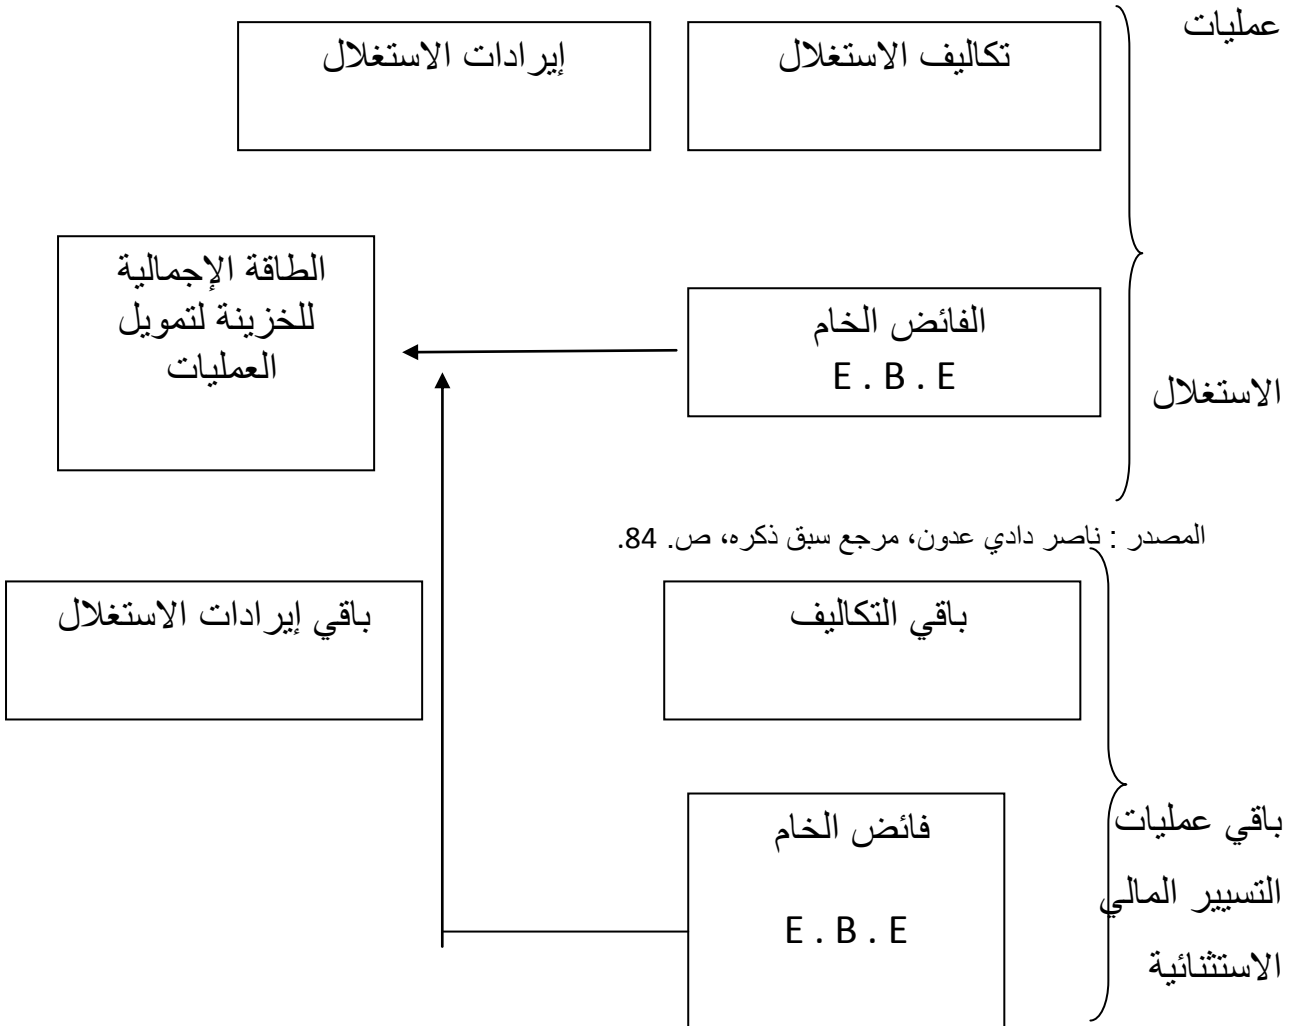 عمليات
تكاليف الاستغلال
إيرادات الاستغلال
الطاقة الإجمالية
للخزينة لتمويل
العمليات
الفائض الخام
E . B . E
الاستغلال
المصدر : ناصر دادي عدون، مرجع سبق ذكره، ص. 84.
باقي التكاليف
باقي إيرادات الاستغلال
فائض الخام
E . B . E
باقي عمليات
التسيير المالي
الاستثنائية